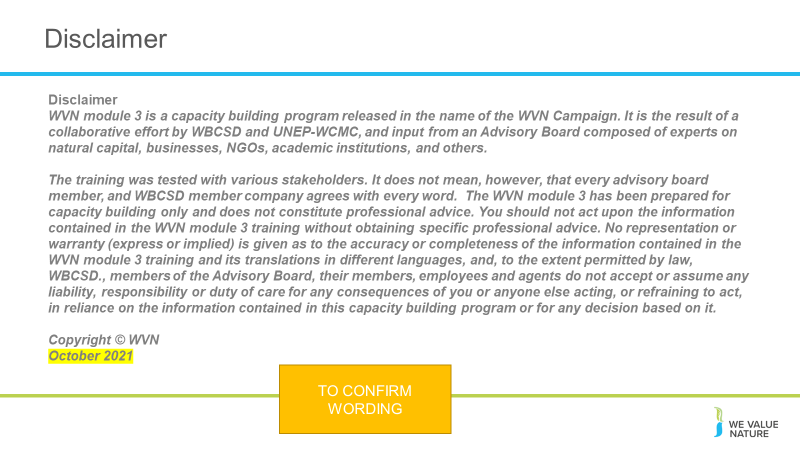 Disclaimer
Disclaimer
WVN module 3 is a capacity building program released in the name of the WVN Campaign. It is the result of a
collaborative effort by WBCSD and UNEP-WCMC, and input from an Advisory Board composed of experts on
natural capital, businesses, NGOs, academic institutions, and others.
The training was tested with various stakeholders. It does not mean, however, that every advisory board
member, and WBCSD member company agrees with every word.  The WVN module 3 has been prepared for
capacity building only and does not constitute professional advice. You should not act upon the information
contained in the WVN module 3 training without obtaining specific professional advice. No representation or
warranty (express or implied) is given as to the accuracy or completeness of the information contained in the
WVN module 3 training and its translations in different languages, and, to the extent permitted by law,
WBCSD., members of the Advisory Board, their members, employees and agents do not accept or assume any
liability, responsibility or duty of care for any consequences of you or anyone else acting, or refraining to act,
in reliance on the information contained in this capacity building program or for any decision based on it.
Copyright © WVN
October 2021
TO CONFIRM
WORDING
WE VALUE
NATURE